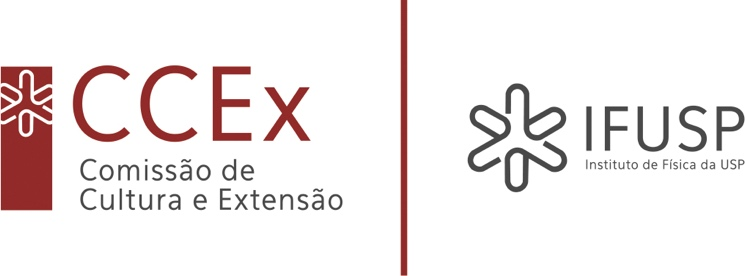 CCEx
Comissão de
Cultura e Extensão
IFUSP
Instituto de Física da USP